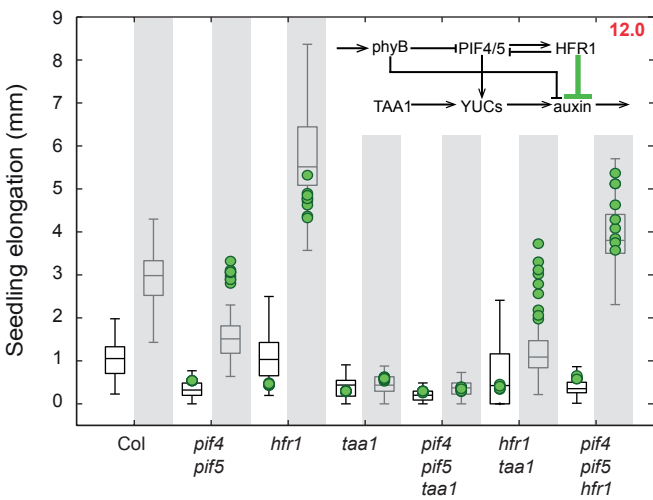 12.0
phyB PIF4/5 HFR1
TAA1 YUCs auxin
Seedling elongation (mm)
9
8
7
6
5
4
3
2
1
0
Col pif4 hfr1 taa1 pif4 hfr1 pif4
pif5 pif5 taa1 pif5
taa1 hfr1